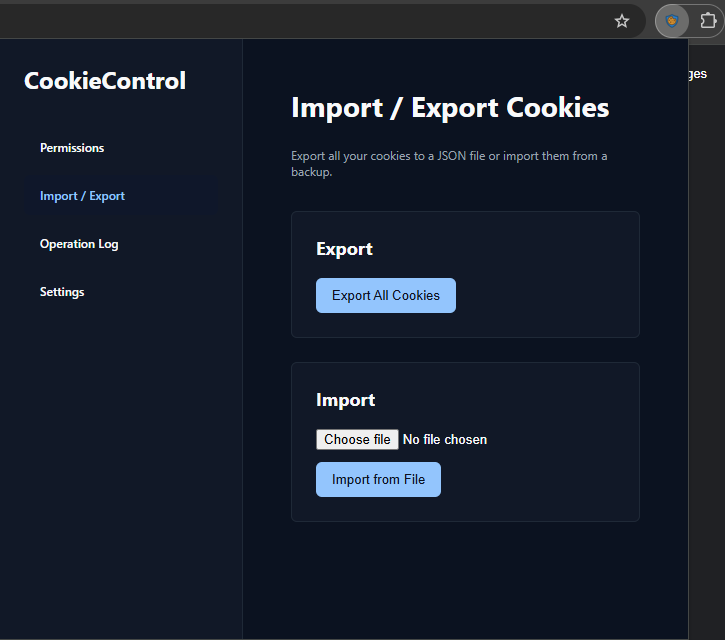 CookieControl
Permissions
Import / Export
Operation Log
Settings
Import / Export Cookies
Export all your cookies to a JSON file or import them from a
backup.
Export
Export All Cookies
Import
Choose file No file chosen
Import from File